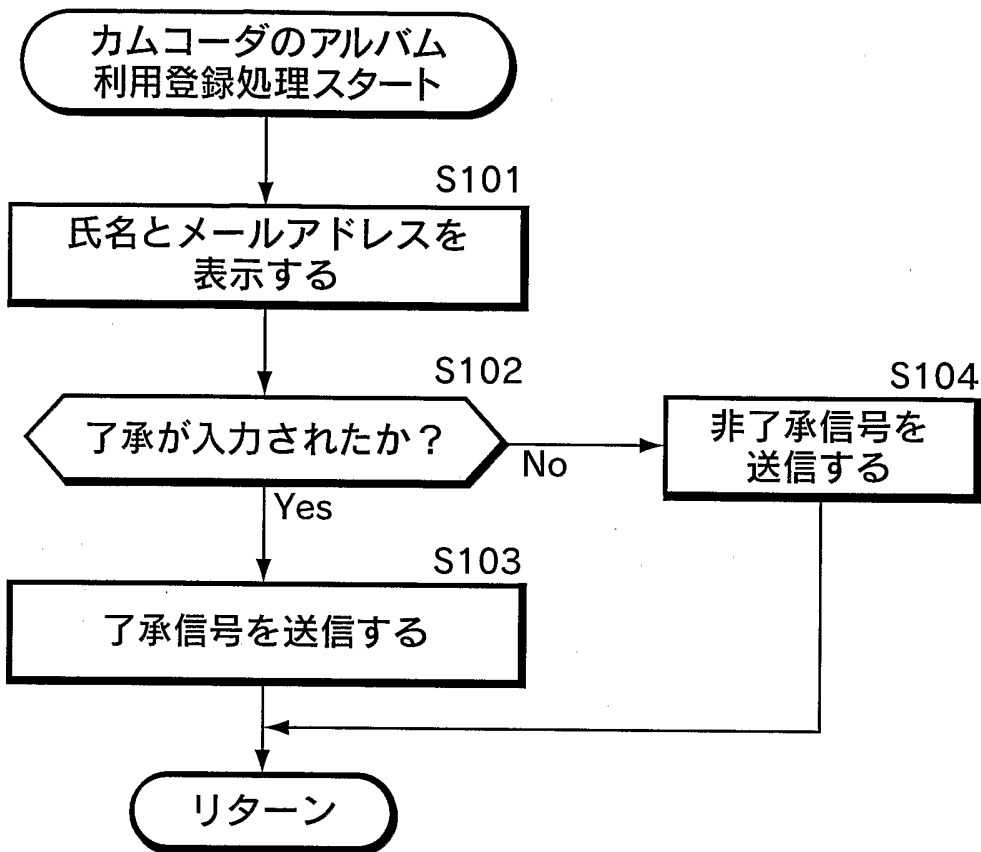 カムコーダのアルバム
利用登録処理スタート
S101
氏名とメールアドレスを
表示する
S102
了承が入力されたか？
No
Yes
S104
非了承信号を
送信する
S103
了承信号を送信する
リターン